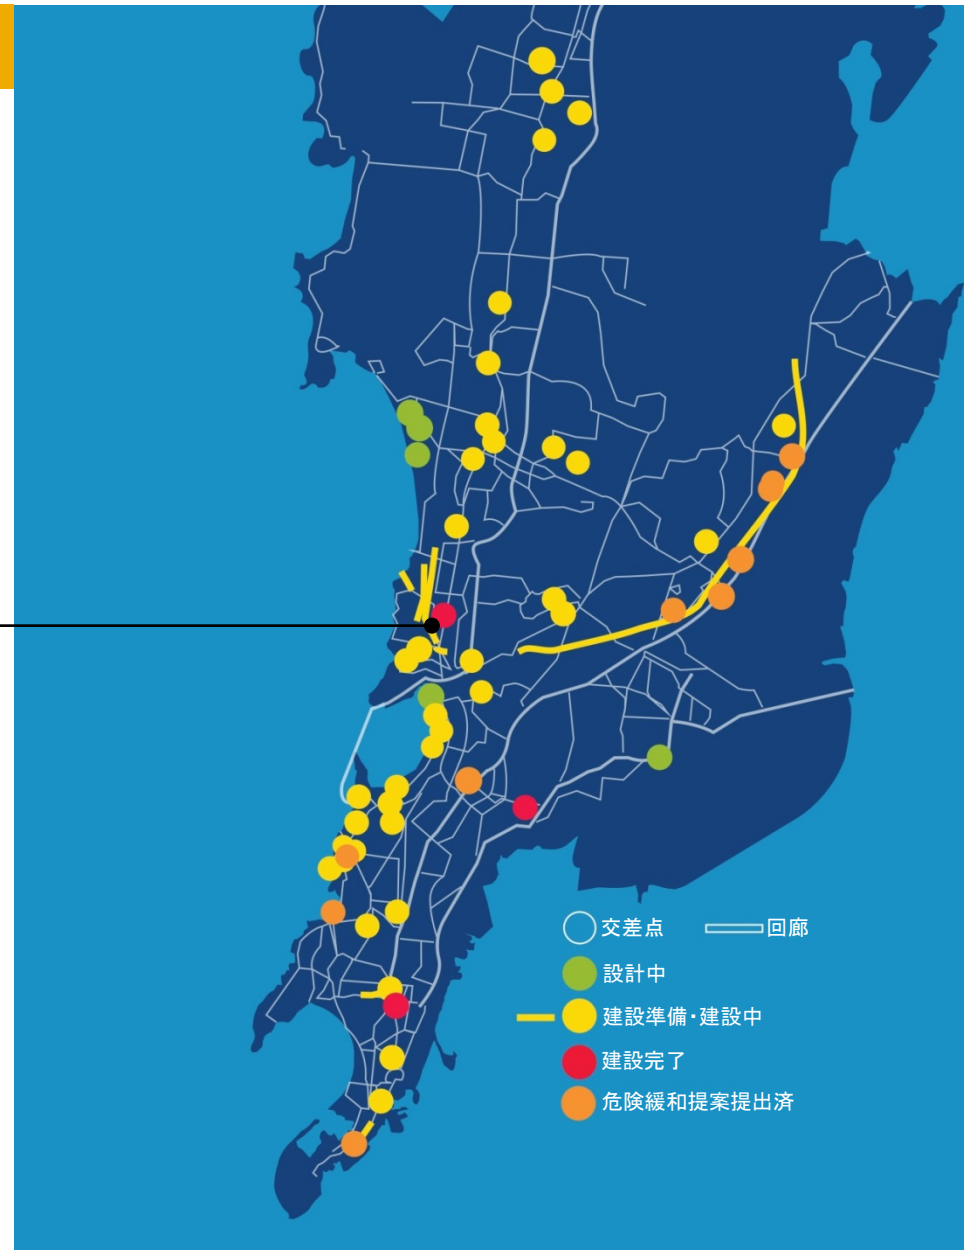 交差点
回廊
設計中
建設準備・建設中
建設完了
危険緩和提案提出済